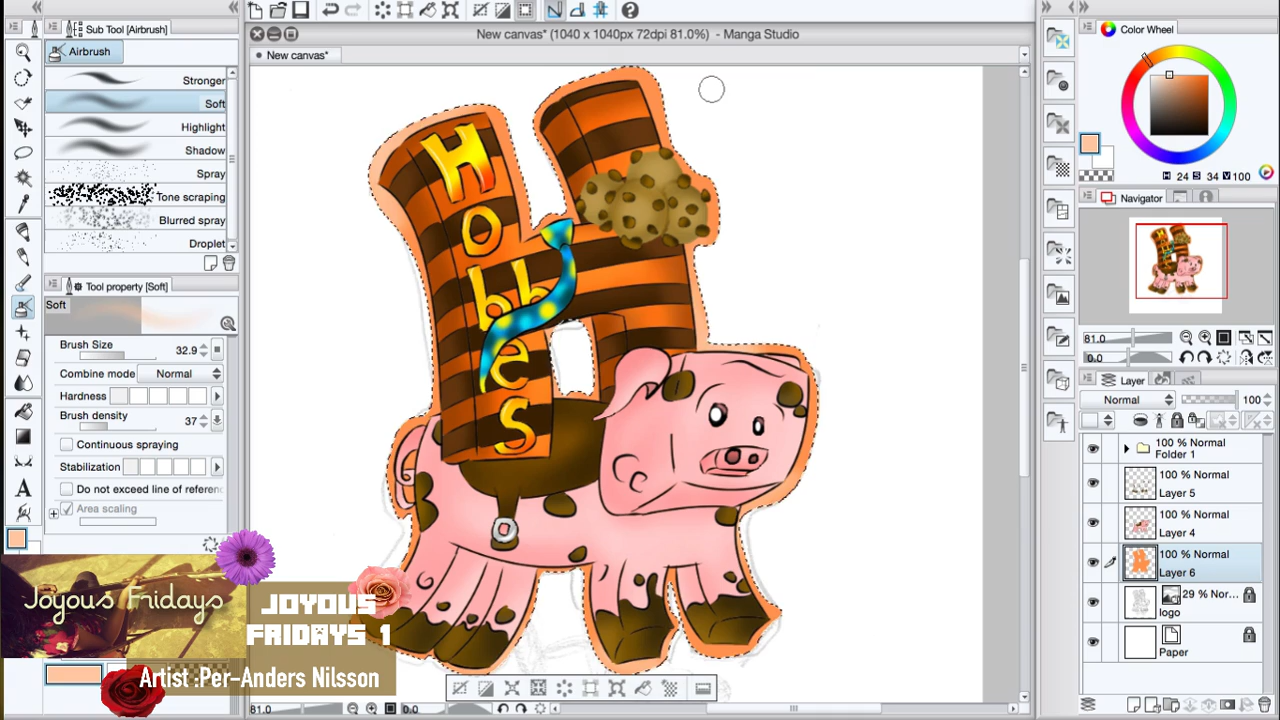 New canvas* (1040 x 1040px 72dpi 81.0%) - Manga Studio
Sub Tool [Airbrush]
Airbrush
Stronger
Soft
Highlight
Shadow
Spray
Tone scraping
Blurred spray
Droplet
Tool property [Soft]
Soft
Brush Size
32.9
Combine mode
Normal
Hardness
Brush density
37
Continuous spraying
Stabilization
Do not exceed line of referenc
Area scaling
New canvas*
Hobbes
Color Wheel
H 24 S 34 V 100
Navigator
81.0
0.0
Layer
Normal
100
100 % Normal
Folder 1
100 % Normal
Layer 5
100 % Normal
Layer 4
100 % Normal
Layer 6
29 % Nor...
logo
Paper
81.0
0.0
Joyous Fridays
JOYOUS
FRIDAYS 1
Artist :Per-Anders Nilsson